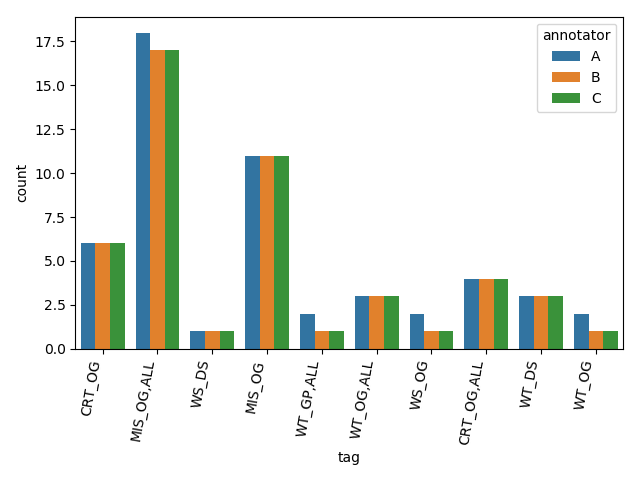 annotator
A
B
C
17.5
15.0
12.5
10.0
7.5
5.0
2.5
0.0
count
CRT_OG
MIS_OG,ALL
WS_DS
MIS_OG
WT_GP,ALL
WT_OG,ALL
WS_OG
CRT_OG,ALL
WT_DS
WT_OG
tag